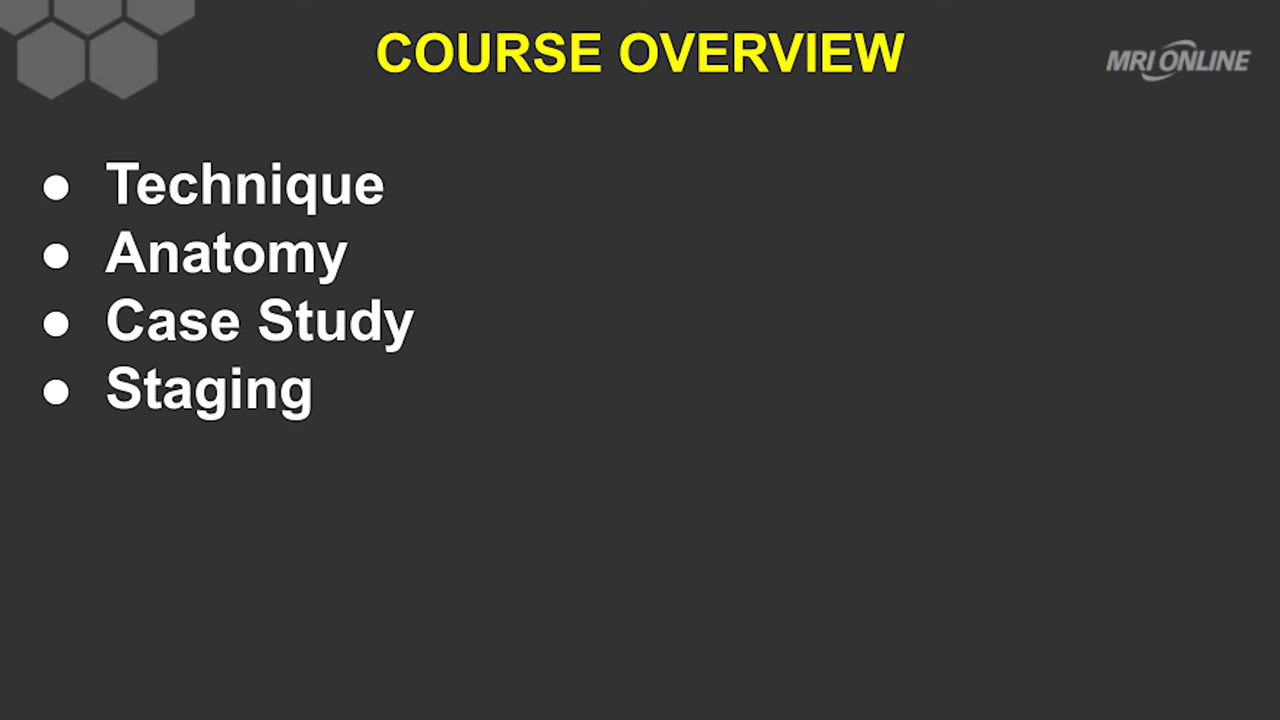 COURSE OVERVIEW
MRI ONLINE
● Technique
● Anatomy
● Case Study
● Staging